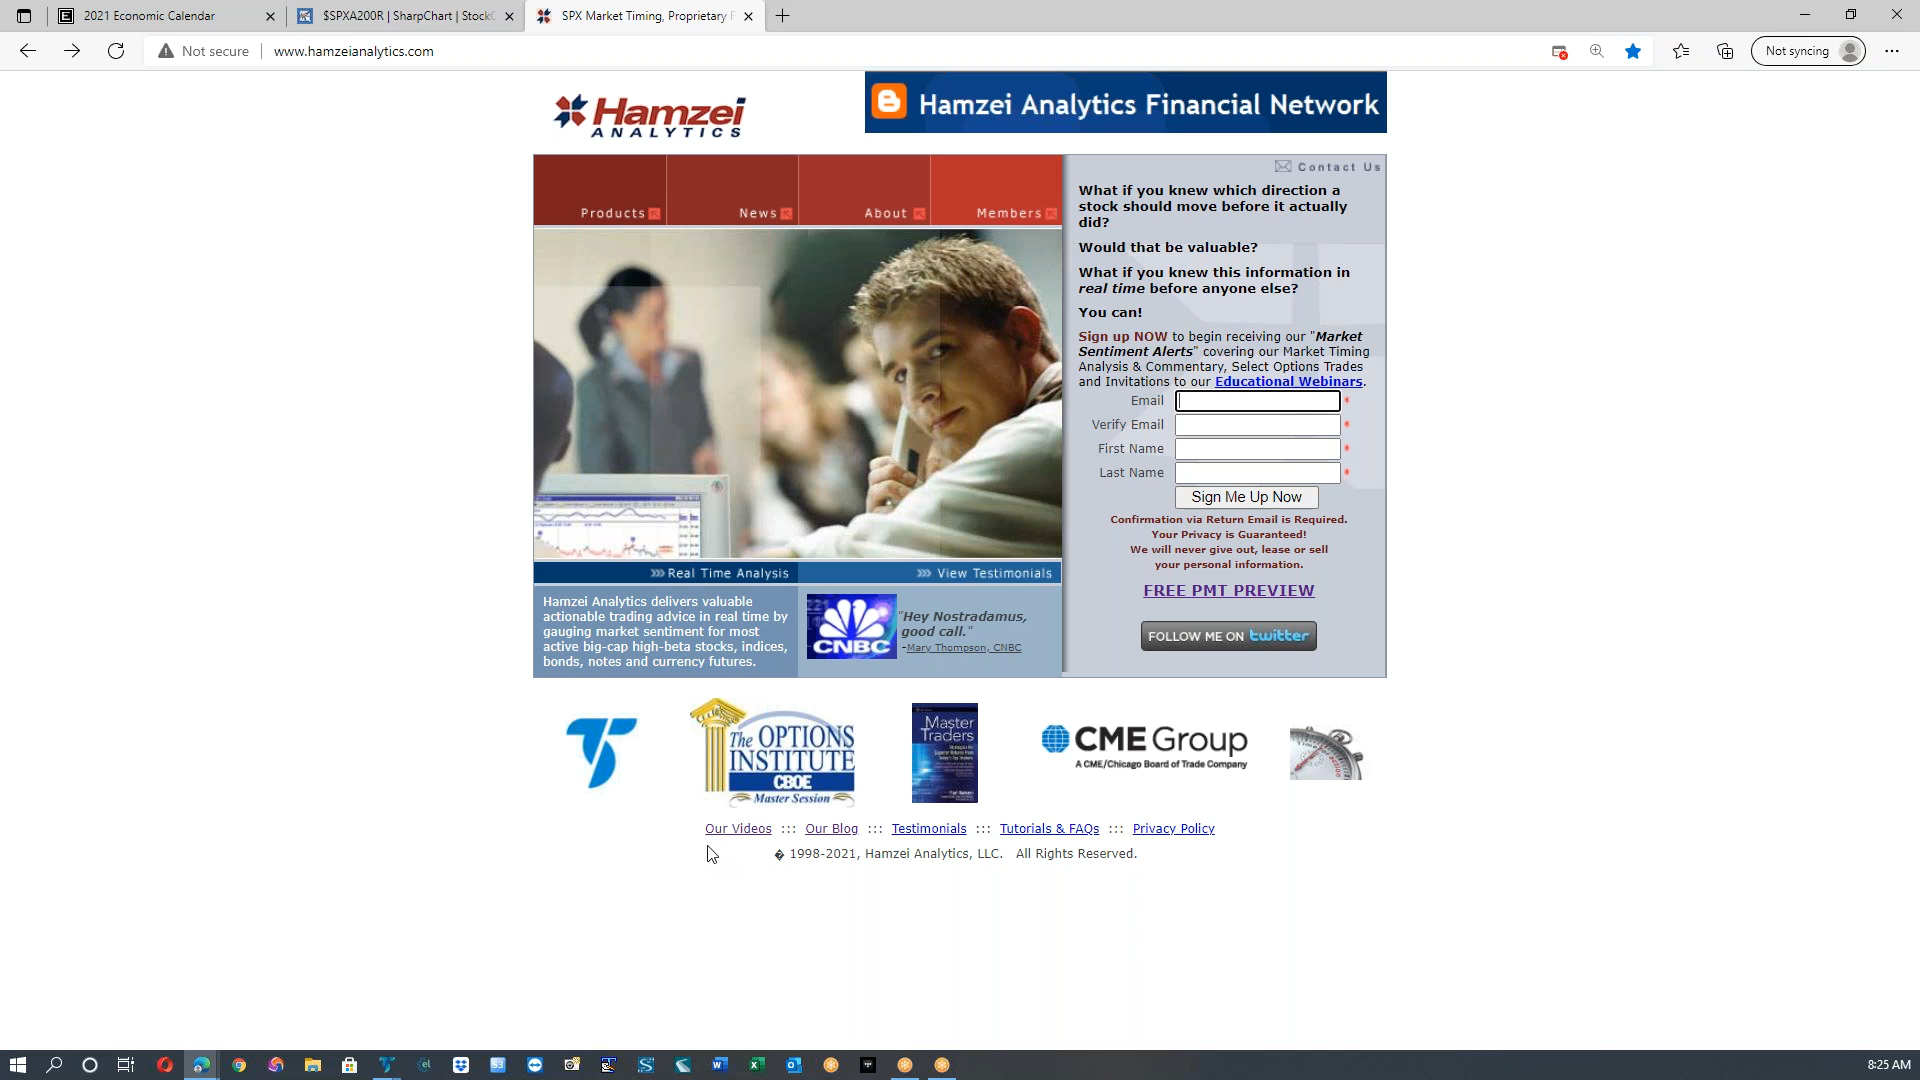 2021 Economic Calendar
$SPXA200R | SharpChart | StockC
SPX Market Timing, Proprietary F
Not secure
www.hamzeianalytics.com
Not syncing
Hamzei
ANALYTICS
Hamzei Analytics Financial Network
Products
News
About
Members
Contact Us
What if you knew which direction a
stock should move before it actually
did?
Would that be valuable?
What if you knew this information in
real time before anyone else?
You can!
Sign up NOW to begin receiving our "Market
Sentiment Alerts" covering our Market Timing
Analysis & Commentary, Select Options Trades
and Invitations to our Educational Webinars.
Email *
Verify Email *
First Name *
Last Name *
Sign Me Up Now
Confirmation via Return Email is Required.
Your Privacy is Guaranteed!
We will never give out, lease or sell
your personal information.
FREE PMT PREVIEW
FOLLOW ME ON twitter
Real Time Analysis
View Testimonials
Hamzei Analytics delivers valuable
actionable trading advice in real time by
gauging market sentiment for most
active big-cap high-beta stocks, indices,
bonds, notes and currency futures.
CNBC
"Hey Nostradamus,
good call."
-Mary Thompson, CNBC
The OPTIONS
INSTITUTE
CBOE
Master Session
Master
Traders
CME Group
A CME/Chicago Board of Trade Company
Our Videos ::: Our Blog ::: Testimonials ::: Tutorials & FAQs ::: Privacy Policy
� 1998-2021, Hamzei Analytics, LLC. All Rights Reserved.
8:25 AM